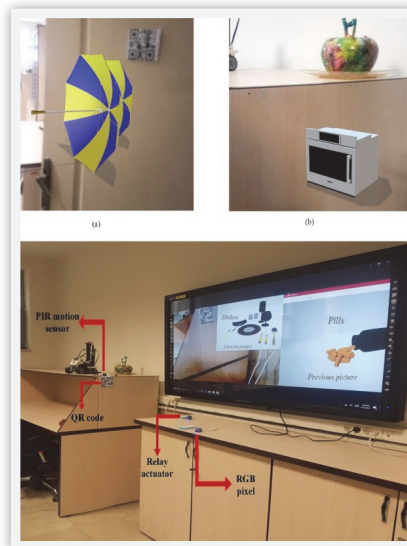 (a)
(b)
PIR motion
sensor
QR code
Dishes
Current picture
Pills
Previous picture
Relay
actuator
RGB
pixel